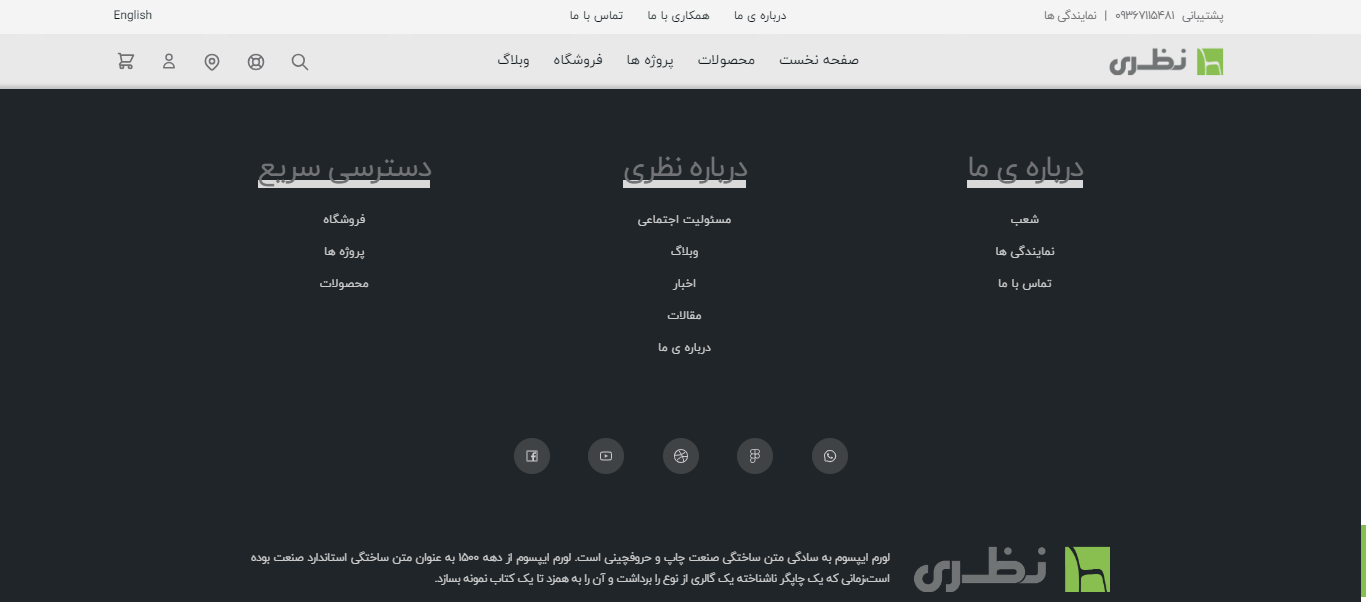 پشتیبانی ۰۹۳۶۷۱۱۵۴۸۱ | نمایندگی ها
درباره ی ما همکاری با ما تماس با ما
English
نظری
صفحه نخست محصولات پروژه ها فروشگاه وبلاگ
درباره ی ما
شعب
نمایندگی ها
تماس با ما
درباره نظری
مسئولیت اجتماعی
وبلاگ
اخبار
مقالات
درباره ی ما
دسترسی سریع
فروشگاه
پروژه ها
محصولات
نظری
لورم ایپسوم به سادگی متن ساختگی صنعت چاپ و حروفچینی است. لورم ایپسوم از دهه ۱۵۰۰ به عنوان متن ساختگی استاندارد صنعت بوده
است،زمانی که یک چاپگر ناشناخته یک گالری از نوع را برداشت و آن را به همزد تا یک کتاب نمونه بسازد.